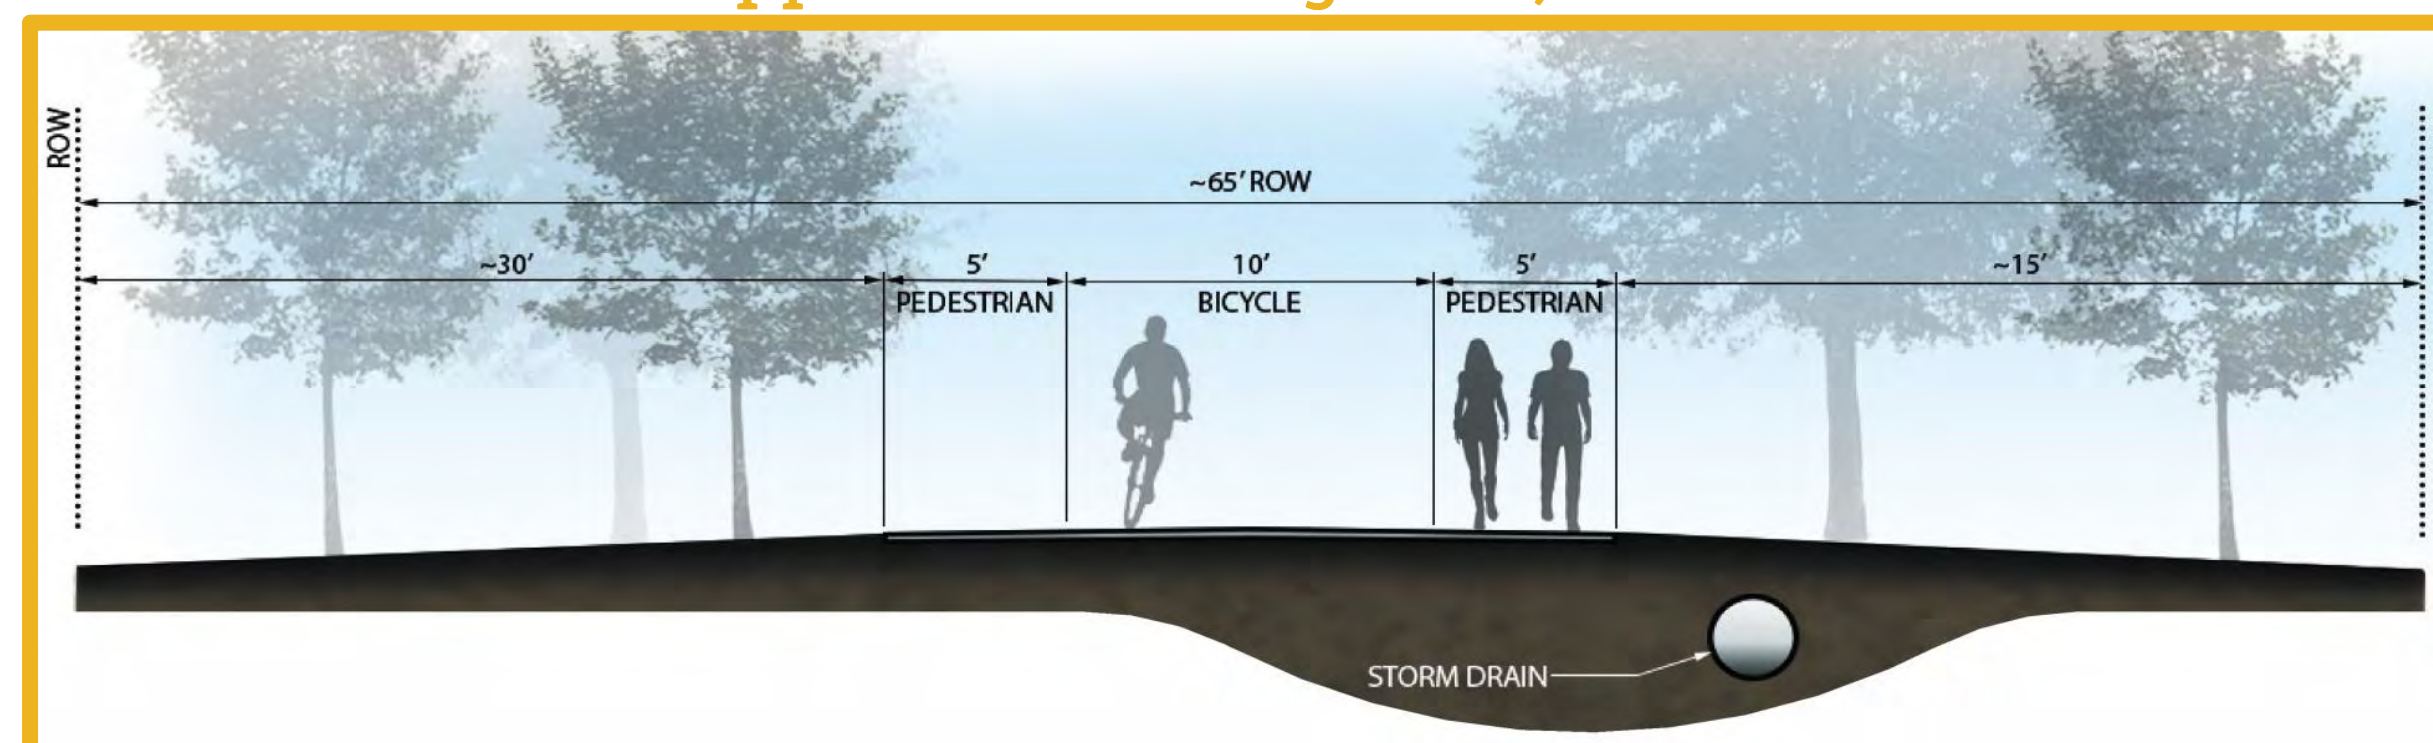 ROW
~65' ROW
~30'
5'
10'
5'
~15'
PEDESTRIAN
BICYCLE
PEDESTRIAN
STORM DRAIN